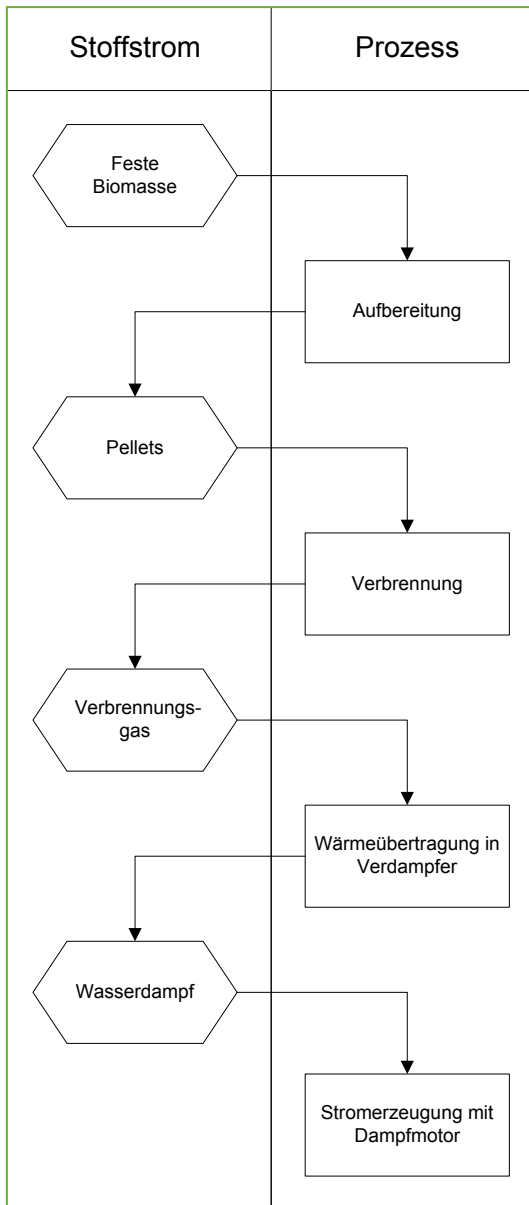 Stoffstrom
Prozess
Feste
Biomasse
Aufbereitung
Pellets
Verbrennung
Verbrennungs-
gas
Wärmeübertragung in
Verdampfer
Wasserdampf
Stromerzeugung mit
Dampfmotor